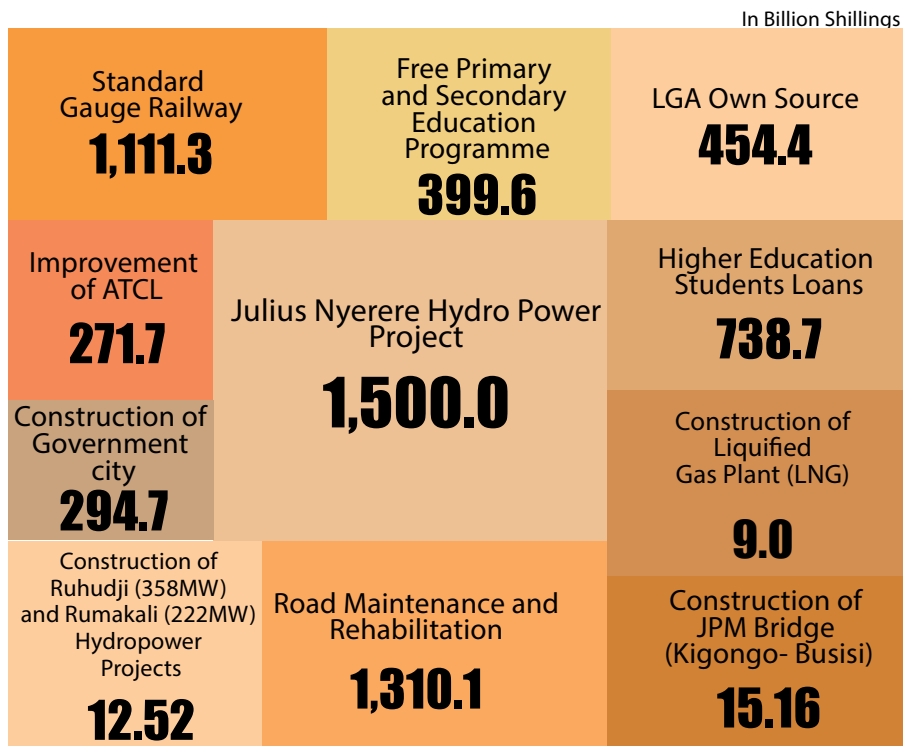 In Billion Shillings
Standard
Gauge Railway
1,111.3
Free Primary
and Secondary
Education
Programme
399.6
LGA Own Source
454.4
Improvement
of ATCL
271.7
Julius Nyerere Hydro Power
Project
1,500.0
Higher Education
Students Loans
738.7
Construction of
Government
city
294.7
Construction of
Liquified
Gas Plant (LNG)
9.0
Construction of
Ruhudji (358MW)
and Rumakali (222MW)
Hydropower
Projects
12.52
Road Maintenance and
Rehabilitation
1,310.1
Construction of
JPM Bridge
(Kigongo- Busisi)
15.16